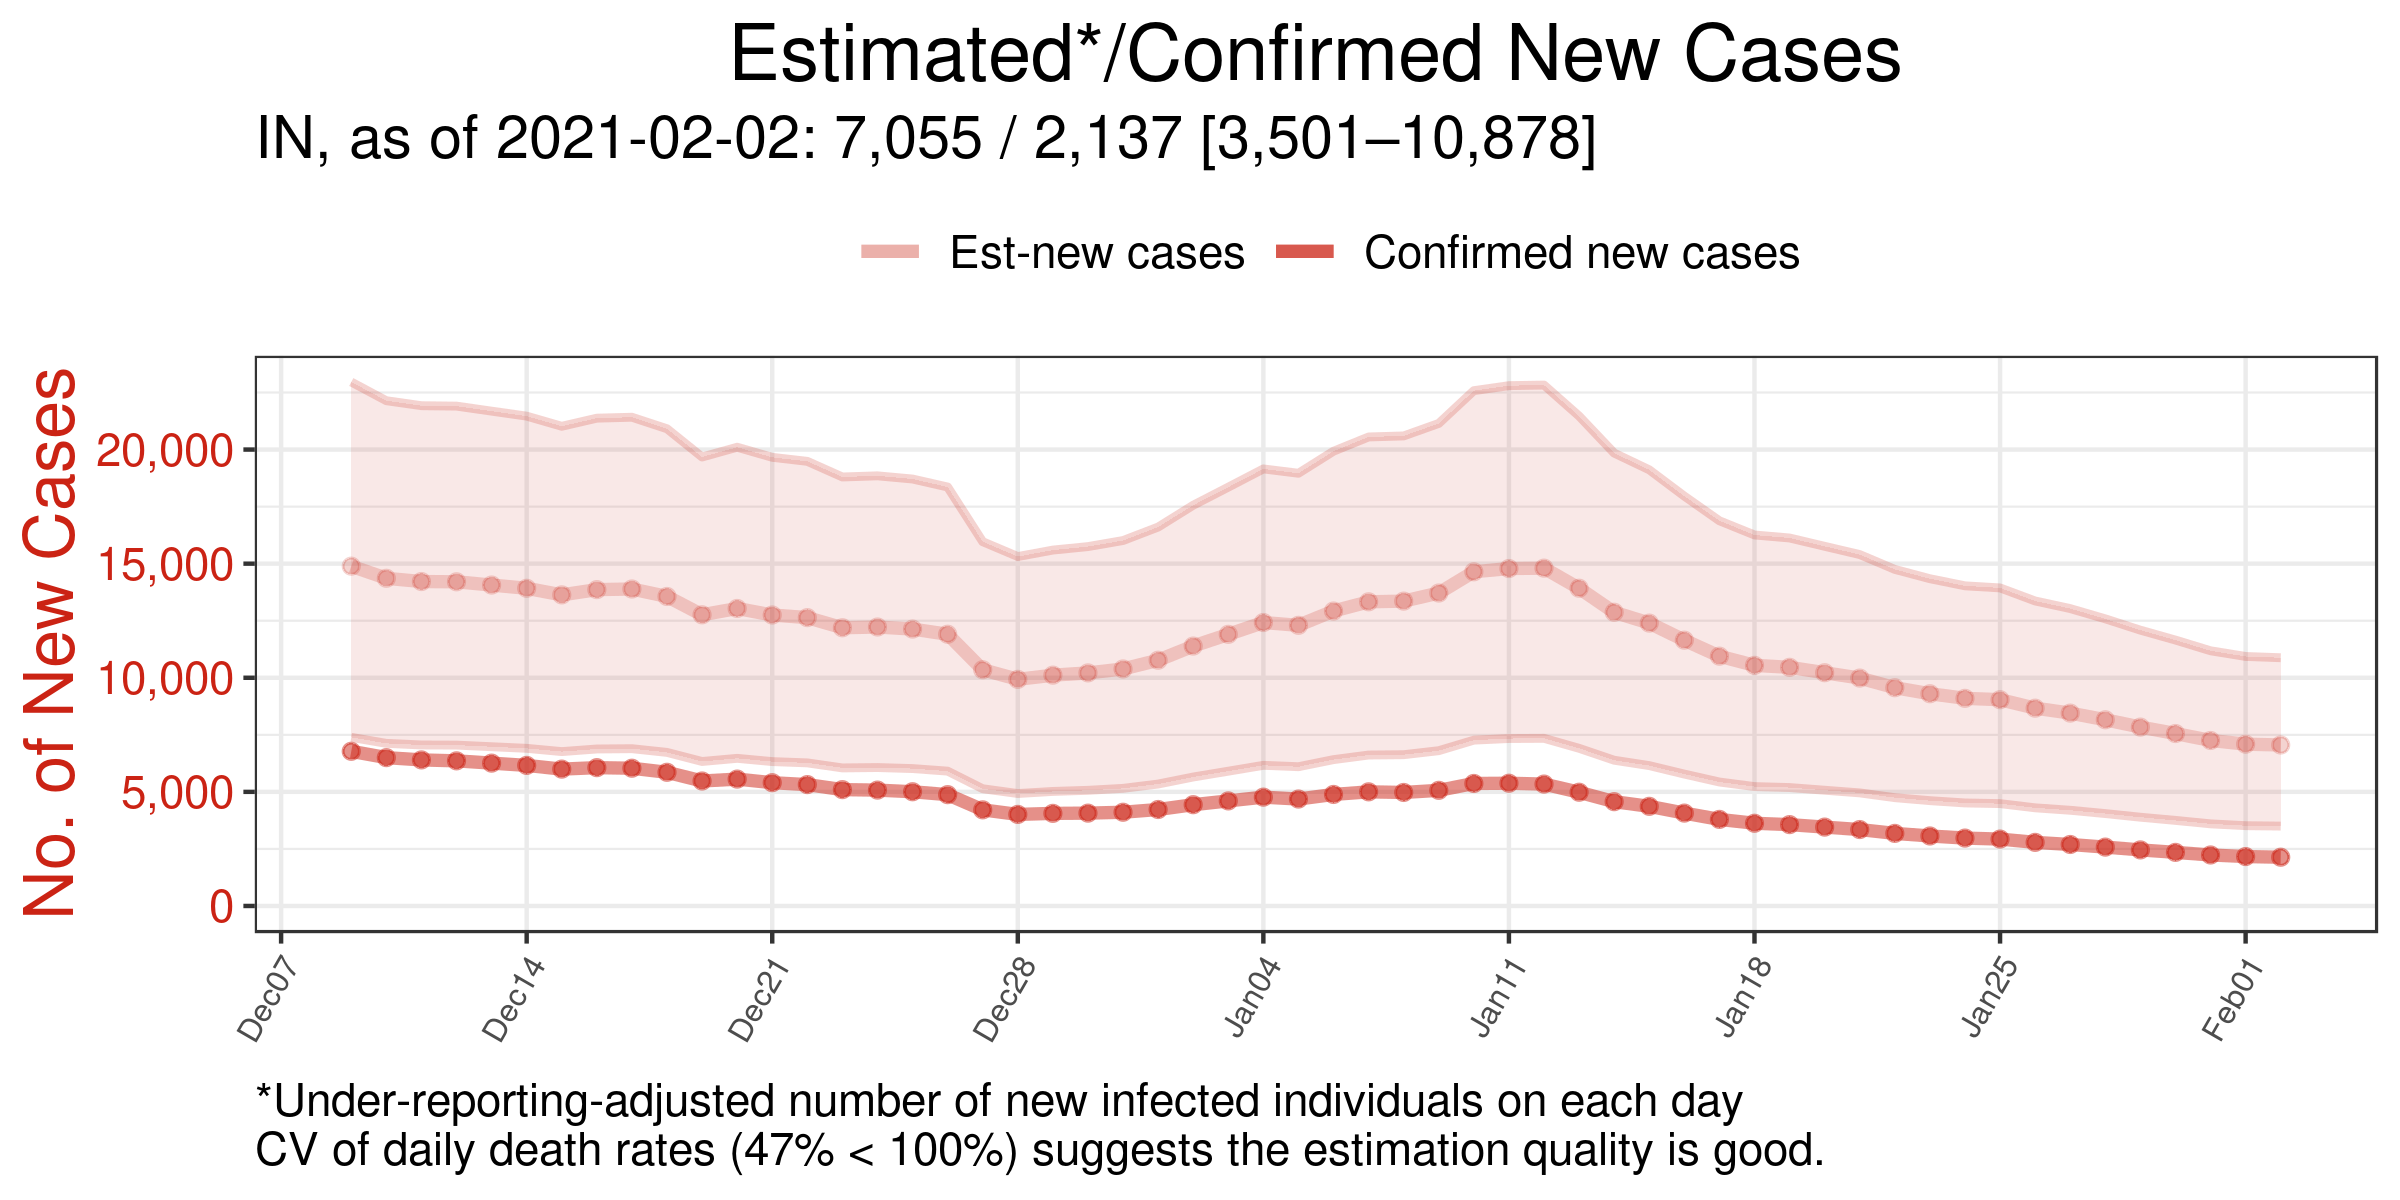 Estimated*/Confirmed New Cases
IN, as of 2021-02-02: 7,055 / 2,137 [3,501–10,878]
Est-new cases
Confirmed new cases
No. of New Cases
20,000
15,000
10,000
5,000
0
Dec07
Dec14
Dec21
Dec28
Jan04
Jan11
Jan18
Jan25
Feb01
*Under-reporting-adjusted number of new infected individuals on each day
CV of daily death rates (47% < 100%) suggests the estimation quality is good.